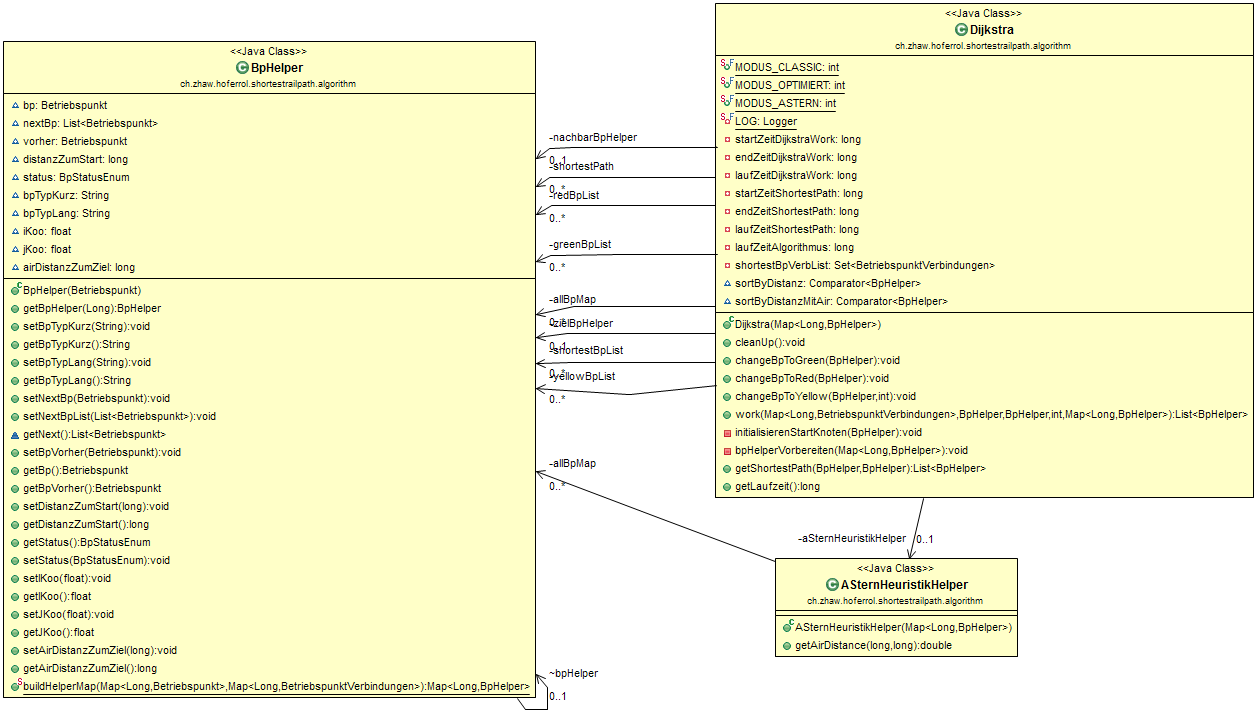 <<Java Class>>
BpHelper
ch.zhaw.hoferrol.shortestrailpath.algorithm
bp: Betriebspunkt
nextBp: List<Betriebspunkt>
vorher: Betriebspunkt
distanzZumStart: long
status: BpStatusEnum
bpTypKurz: String
bpTypLang: String
iKoo: float
jKoo: float
airDistanzZumZiel: long
BpHelper(Betriebspunkt)
getBpHelper(Long):BpHelper
setBpTypKurz(String):void
getBpTypKurz():String
setBpTypLang(String):void
getBpTypLang():String
setNextBp(Betriebspunkt):void
setNextBpList(List<Betriebspunkt>):void
getNext():List<Betriebspunkt>
setBpVorher(Betriebspunkt):void
getBp():Betriebspunkt
getBpVorher():Betriebspunkt
setDistanzZumStart(long):void
getDistanzZumStart():long
getStatus():BpStatusEnum
setStatus(BpStatusEnum):void
setIKoo(float):void
getIKoo():float
setJKoo(float):void
getJKoo():float
setAirDistanzZumZiel(long):void
getAirDistanzZumZiel():long
buildHelperMap(Map<Long,Betriebspunkt>,Map<Long,BetriebspunktVerbindungen>):Map<Long,BpHelper>
-nachbarBpHelper
0..1
-shortestPath
0..*
-redBpList
0..*
-greenBpList
0..*
-allBpMap
0..*
-zielBpHelper
0..1
-shortestBpList
0..*
-yellowBpList
0..*
-allBpMap
0..*
~bpHelper
0..1
<<Java Class>>
Dijkstra
ch.zhaw.hoferrol.shortestrailpath.algorithm
MODUS_CLASSIC: int
MODUS_OPTIMIERT: int
MODUS_ASTERN: int
LOG: Logger
startZeitDijkstraWork: long
endZeitDijkstraWork: long
laufZeitDijkstraWork: long
startZeitShortestPath: long
endZeitShortestPath: long
laufZeitShortestPath: long
laufZeitAlgorithmus: long
shortestBpVerbList: Set<BetriebspunktVerbindungen>
sortByDistanz: Comparator<BpHelper>
sortByDistanzMitAir: Comparator<BpHelper>
Dijkstra(Map<Long,BpHelper>)
cleanUp():void
changeBpToGreen(BpHelper):void
changeBpToRed(BpHelper):void
changeBpToYellow(BpHelper,int):void
work(Map<Long,BetriebspunktVerbindungen>,BpHelper,BpHelper,int,Map<Long,BpHelper>):List<BpHelper>
initialisierenStartKnoten(BpHelper):void
bpHelperVorbereiten(Map<Long,BpHelper>):void
getShortestPath(BpHelper,BpHelper):List<BpHelper>
getLaufzeit():long
-aSternHeuristikHelper
0..1
<<Java Class>>
ASternHeuristikHelper
ch.zhaw.hoferrol.shortestrailpath.algorithm
ASternHeuristikHelper(Map<Long,BpHelper>)
getAirDistance(long,long):double